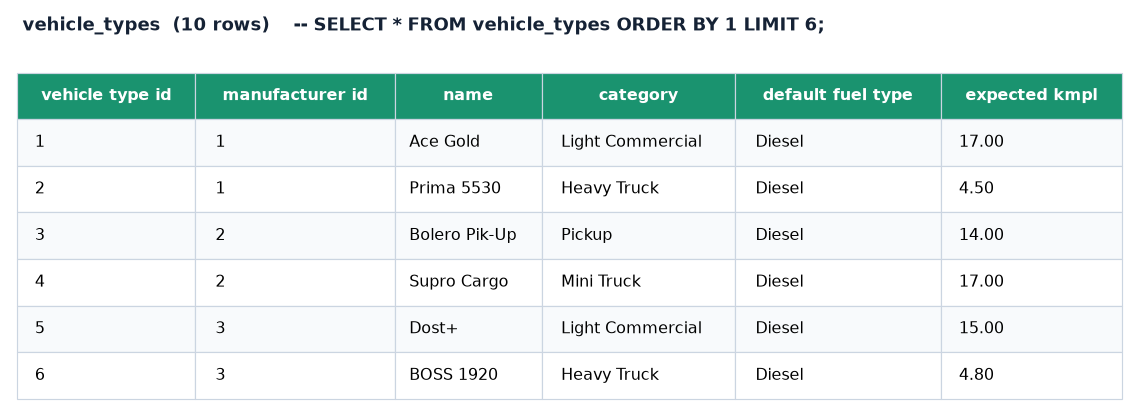 vehicle_types (10 rows) -- SELECT * FROM vehicle_types ORDER BY 1 LIMIT 6;
vehicle type id manufacturer id name category default fuel type expected kmpl
1 1 Ace Gold Light Commercial Diesel 17.00
2 1 Prima 5530 Heavy Truck Diesel 4.50
3 2 Bolero Pik-Up Pickup Diesel 14.00
4 2 Supro Cargo Mini Truck Diesel 17.00
5 3 Dost+ Light Commercial Diesel 15.00
6 3 BOSS 1920 Heavy Truck Diesel 4.80